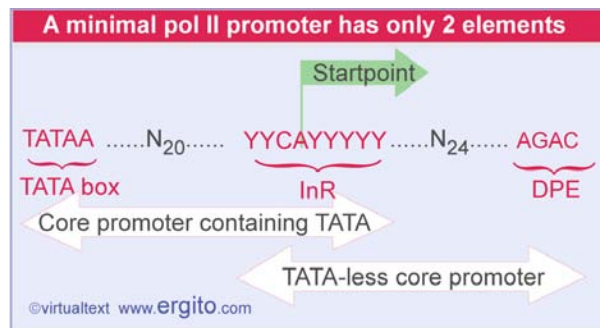 A minimal pol II promoter has only 2 elements
Startpoint
TATAA ......N20...... YYCAYYYYY ......N24...... AGAC
TATA box InR DPE
Core promoter containing TATA
TATA-less core promoter
©virtualtext www.ergito.com